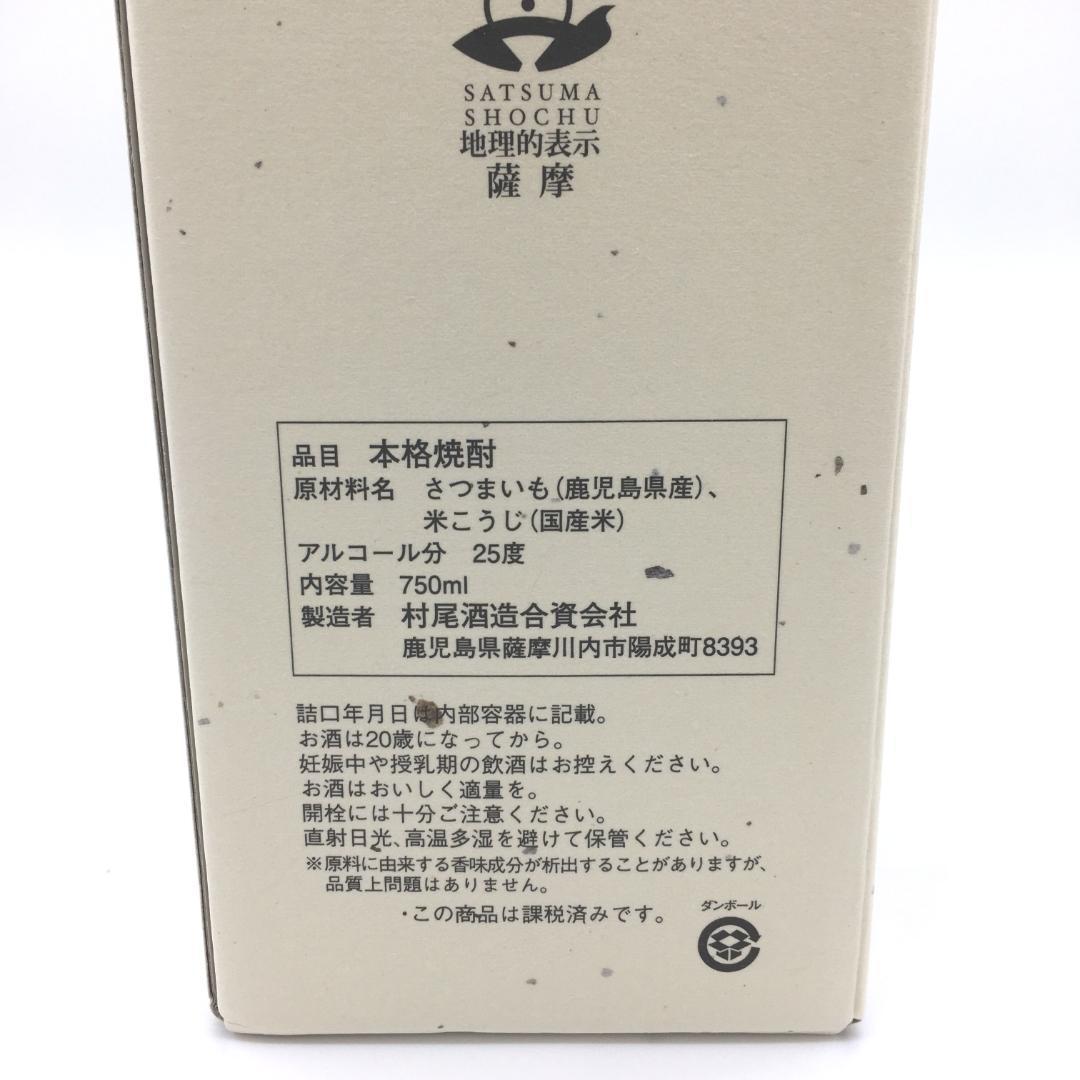 SATSUMA
SHOCHU
地理的表示
薩摩
品目 本格焼酎
原材料名 さつまいも(鹿児島県産)、
米こうじ(国産米)
アルコール分 25度
内容量 750ml
製造者 村尾酒造合資会社
鹿児島県薩摩川内市陽成町8393
詰口年月日は内部容器に記載。
お酒は20歳になってから。
妊娠中や授乳期の飲酒はお控えください。
お酒はおいしく適量を。
開栓には十分ご注意ください。
直射日光、高温多湿を避けて保管ください。
※原料に由来する香味成分が析出することがありますが、
品質上問題はありません。
・この商品は課税済みです。
ダンボール